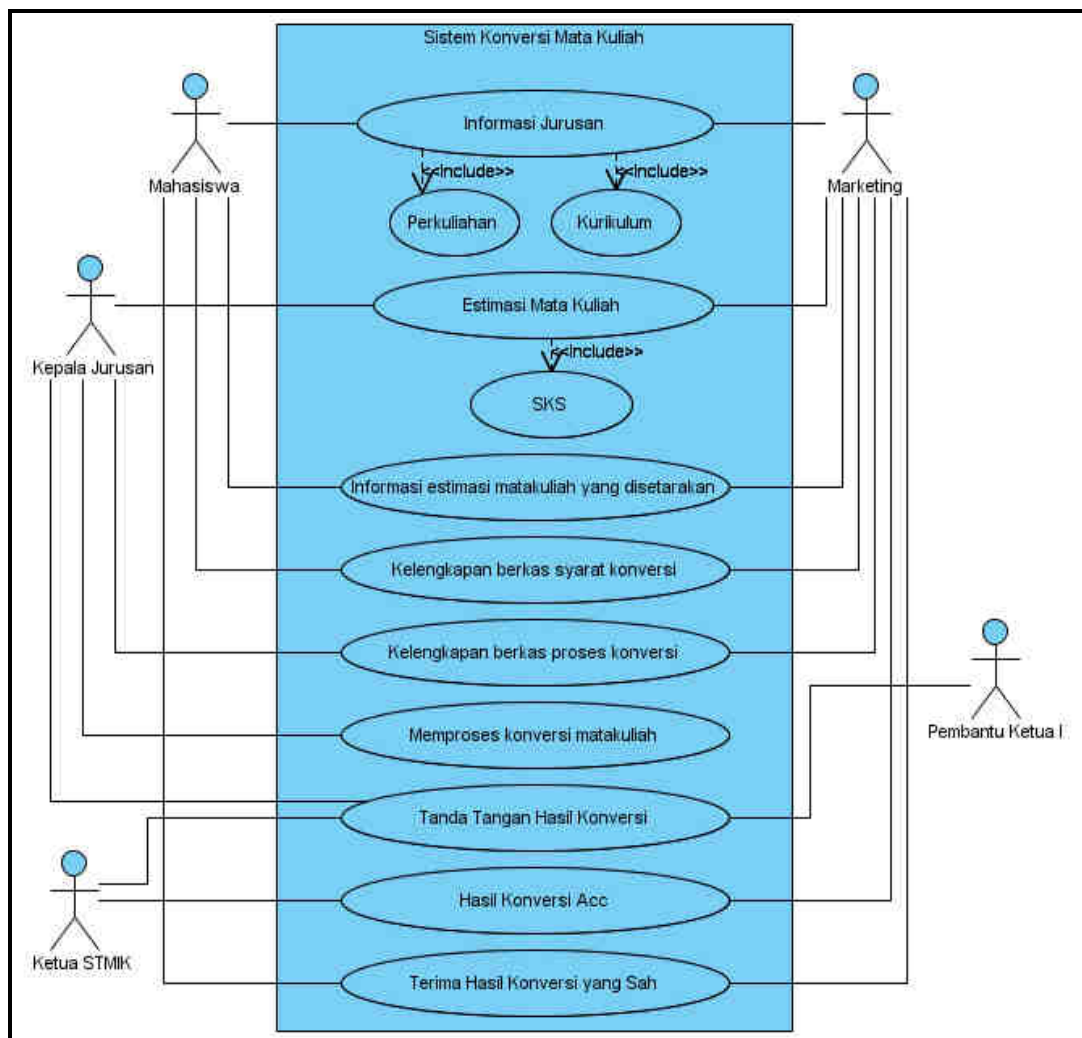 Sistem Konversi Mata Kuliah
Informasi Jurusan
Mahasiswa
Marketing
<<include>>
<<include>>
Perkuliahan
Kurikulum
Estimasi Mata Kuliah
Kepala Jurusan
<<include>>
SKS
Informasi estimasi matakuliah yang disetarakan
Kelengkapan berkas syarat konversi
Kelengkapan berkas proses konversi
Pembantu Ketua I
Memproses konversi matakuliah
Tanda Tangan Hasil Konversi
Hasil Konversi Acc
Ketua STMIK
Terima Hasil Konversi yang Sah